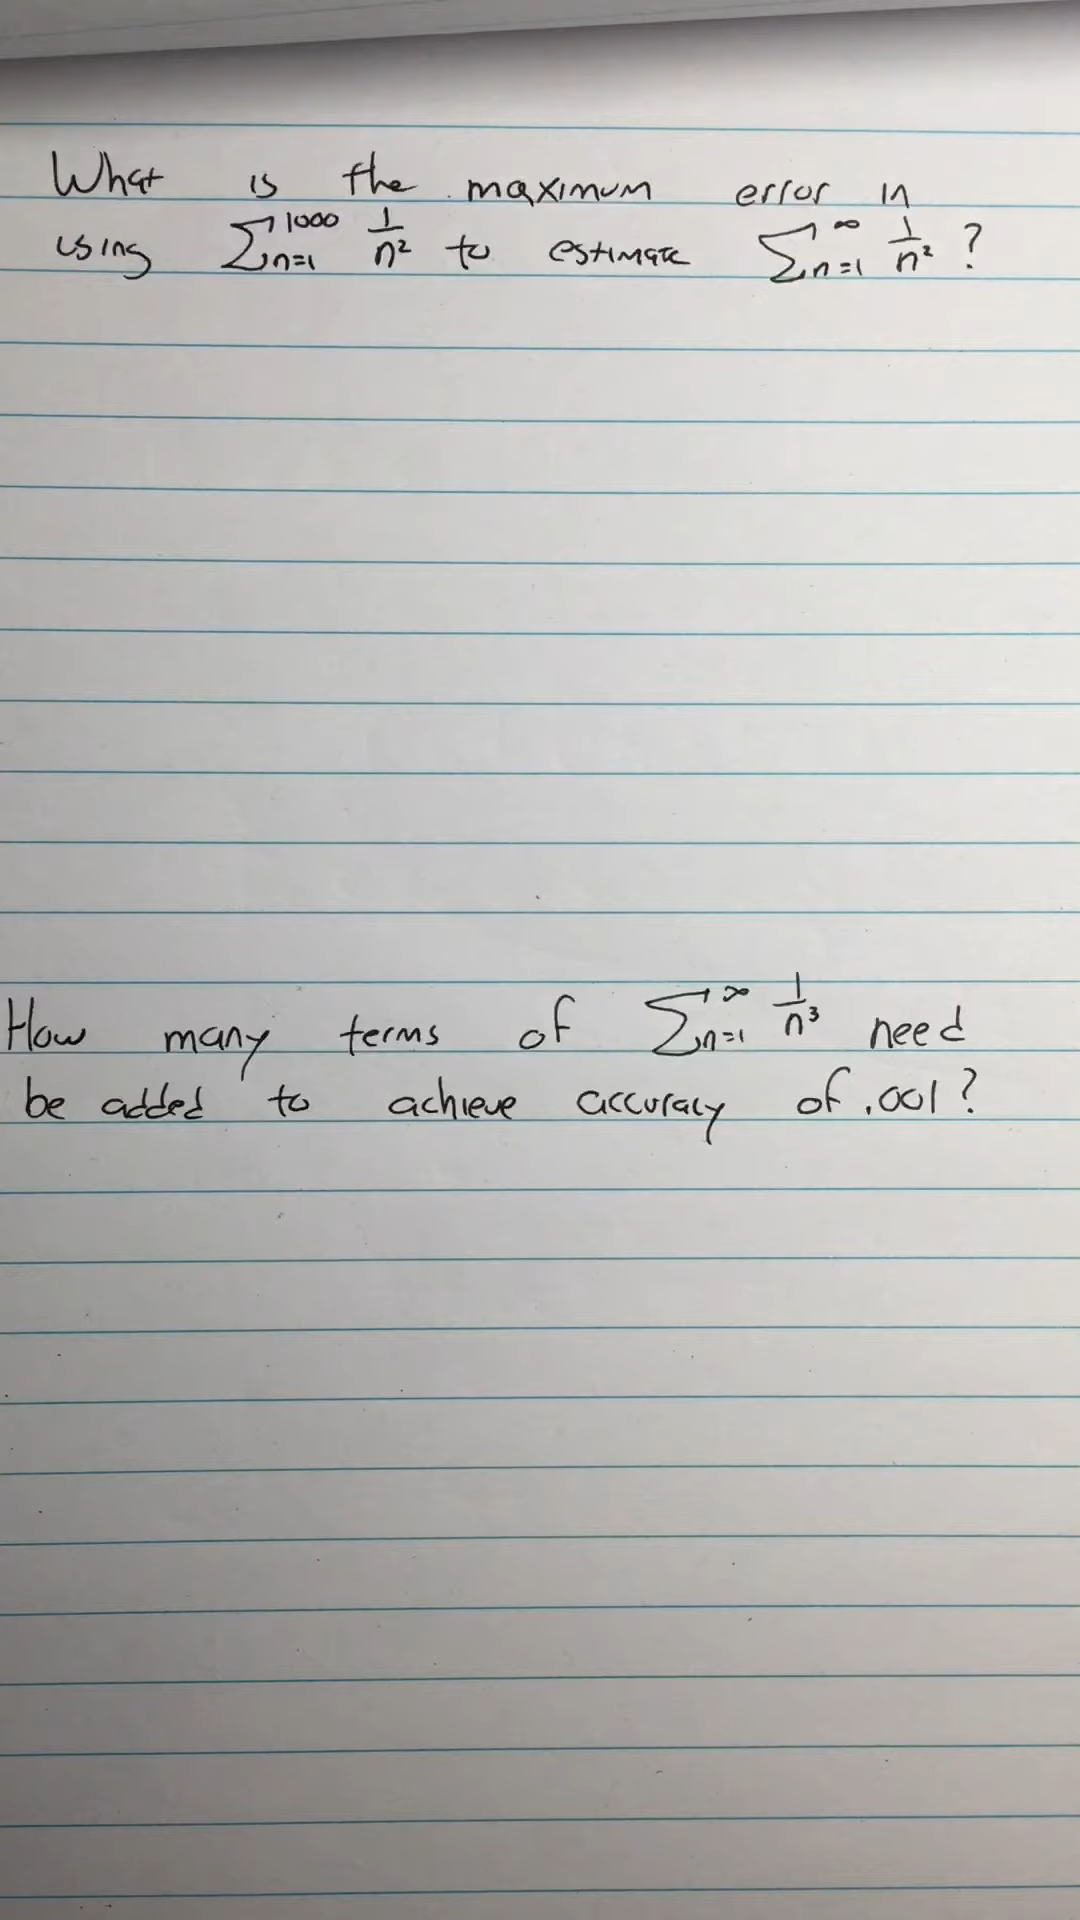 What is the maximum error in
using ∑n=1^1000 1/n² to estimate ∑n=1^∞ 1/n² ?
How many terms of ∑n=1^∞ 1/n³ need
be added to achieve accuracy of .001?